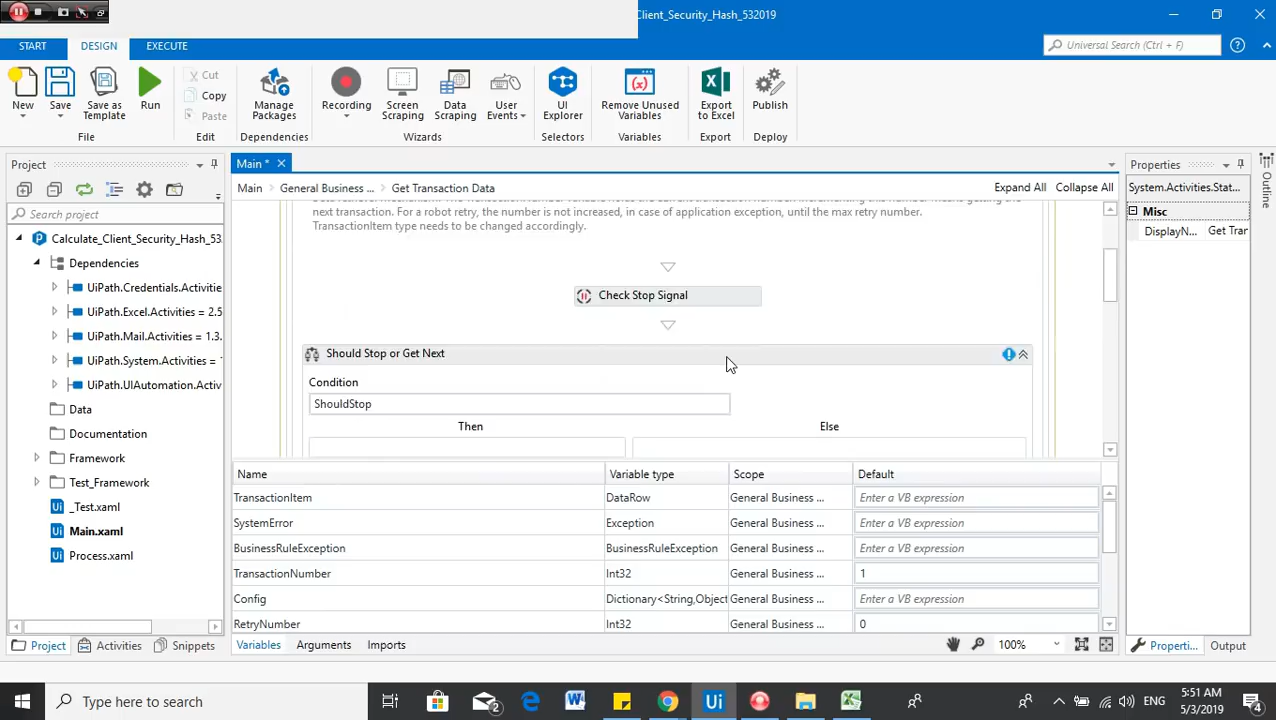 Client_Security_Hash_532019
START DESIGN EXECUTE
Universal Search (Ctrl + F)
New Save Save as Template Run
Cut
Copy
Paste
Manage Packages
Recording Screen Scraping Data Scraping User Events
UI Explorer
Remove Unused Variables
Export to Excel
Publish
File Edit Dependencies Wizards Selectors Variables Export Deploy
Project
Main *
Properties
Outline
Main General Business ... Get Transaction Data
Expand All Collapse All
System.Activities.Stat...
Search project
Misc
DisplayN... Get Trar
next transaction. For a robot retry, the number is not increased, in case of application exception, until the max retry number.
TransactionItem type needs to be changed accordingly.
Calculate_Client_Security_Hash_53
Dependencies
UiPath.Credentials.Activitie
UiPath.Excel.Activities = 2.5
UiPath.Mail.Activities = 1.3.
UiPath.System.Activities = 1
UiPath.UIAutomation.Activ
Data
Documentation
Framework
Test_Framework
_Test.xaml
Main.xaml
Process.xaml
Check Stop Signal
Should Stop or Get Next
Condition
ShouldStop
Then Else
Name Variable type Scope Default
TransactionItem DataRow General Business ... Enter a VB expression
SystemError Exception General Business ... Enter a VB expression
BusinessRuleException BusinessRuleException General Business ... Enter a VB expression
TransactionNumber Int32 General Business ... 1
Config Dictionary<String,Object General Business ... Enter a VB expression
RetryNumber Int32 General Business ... 0
Project Activities Snippets
Variables Arguments Imports
100%
Properti... Output
Type here to search
ENG
5:51 AM
5/3/2019